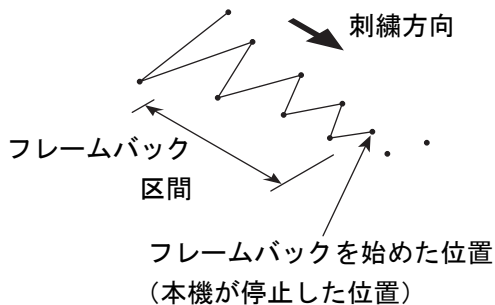 刺繍方向
フレームバック
区間
フレームバックを始めた位置
（本機が停止した位置）